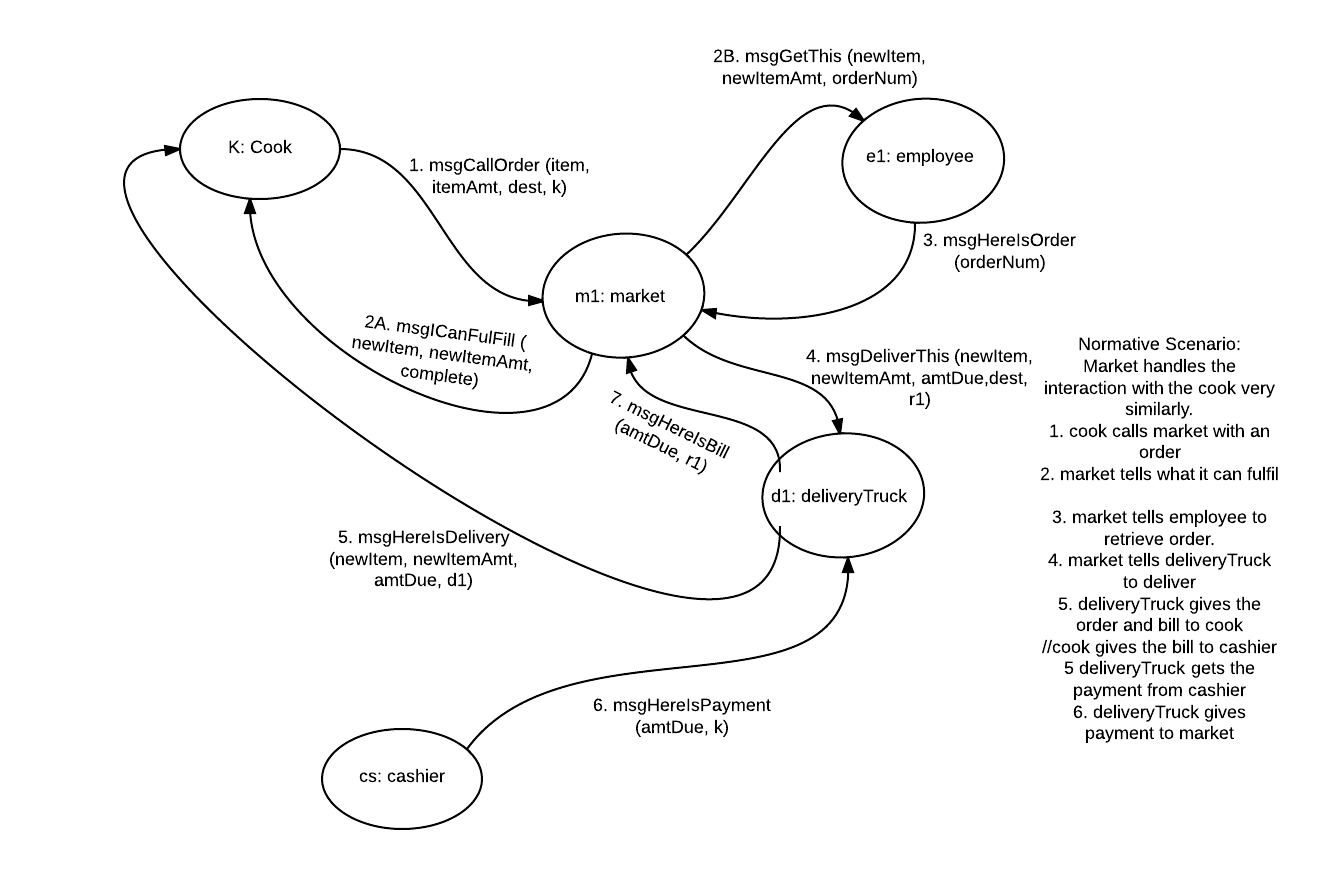 2B. msgGetThis (newItem,
newItemAmt, orderNum)
K: Cook
e1: employee
1. msgCallOrder (item,
itemAmt, dest, k)
3. msgHereIsOrder
(orderNum)
m1: market
2A. msgICanFulFill (
newItem, newItemAmt,
complete)
4. msgDeliverThis (newItem,
newItemAmt, amtDue,dest,
r1)
7. msgHereIsBill
(amtDue, r1)
d1: deliveryTruck
5. msgHereIsDelivery
(newItem, newItemAmt,
amtDue, d1)
6. msgHereIsPayment
(amtDue, k)
cs: cashier
Normative Scenario:
Market handles the
interaction with the cook very
similarly.
1. cook calls market with an
order
2. market tells what it can fulfil
3. market tells employee to
retrieve order.
4. market tells deliveryTruck
to deliver
5. deliveryTruck gives the
order and bill to cook
//cook gives the bill to cashier
5 deliveryTruck gets the
payment from cashier
6. deliveryTruck gives
payment to market